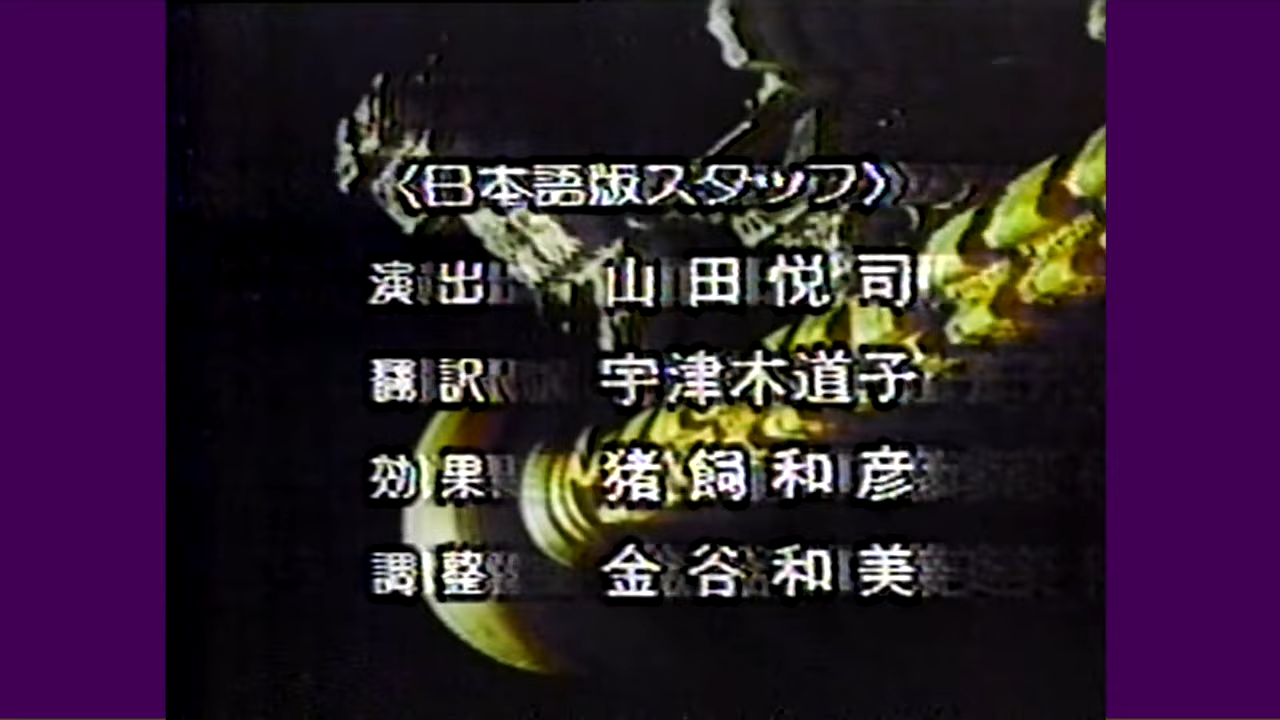 〈日本語版スタッフ〉
演出 山田悦司
翻訳 宇津木道子
効果 猪飼和彦
調整 金谷和美